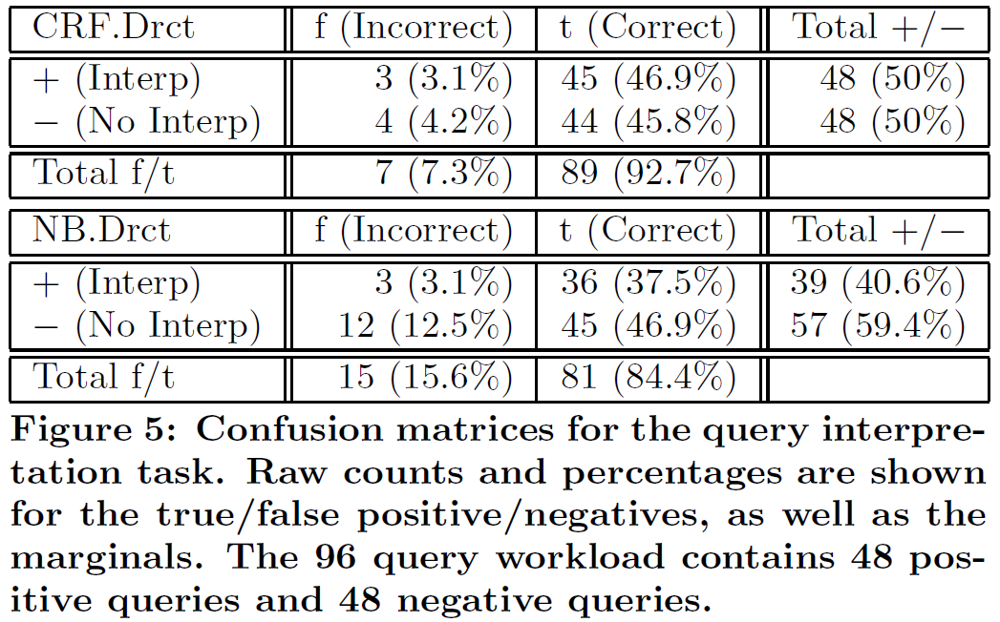 CRF.Drct f (Incorrect) t (Correct) Total +/−
+ (Interp) 3 (3.1%) 45 (46.9%) 48 (50%)
− (No Interp) 4 (4.2%) 44 (45.8%) 48 (50%)
Total f/t 7 (7.3%) 89 (92.7%)
NB.Drct f (Incorrect) t (Correct) Total +/−
+ (Interp) 3 (3.1%) 36 (37.5%) 39 (40.6%)
− (No Interp) 12 (12.5%) 45 (46.9%) 57 (59.4%)
Total f/t 15 (15.6%) 81 (84.4%)
Figure 5: Confusion matrices for the query interpre-
tation task. Raw counts and percentages are shown
for the true/false positive/negatives, as well as the
marginals. The 96 query workload contains 48 pos-
itive queries and 48 negative queries.